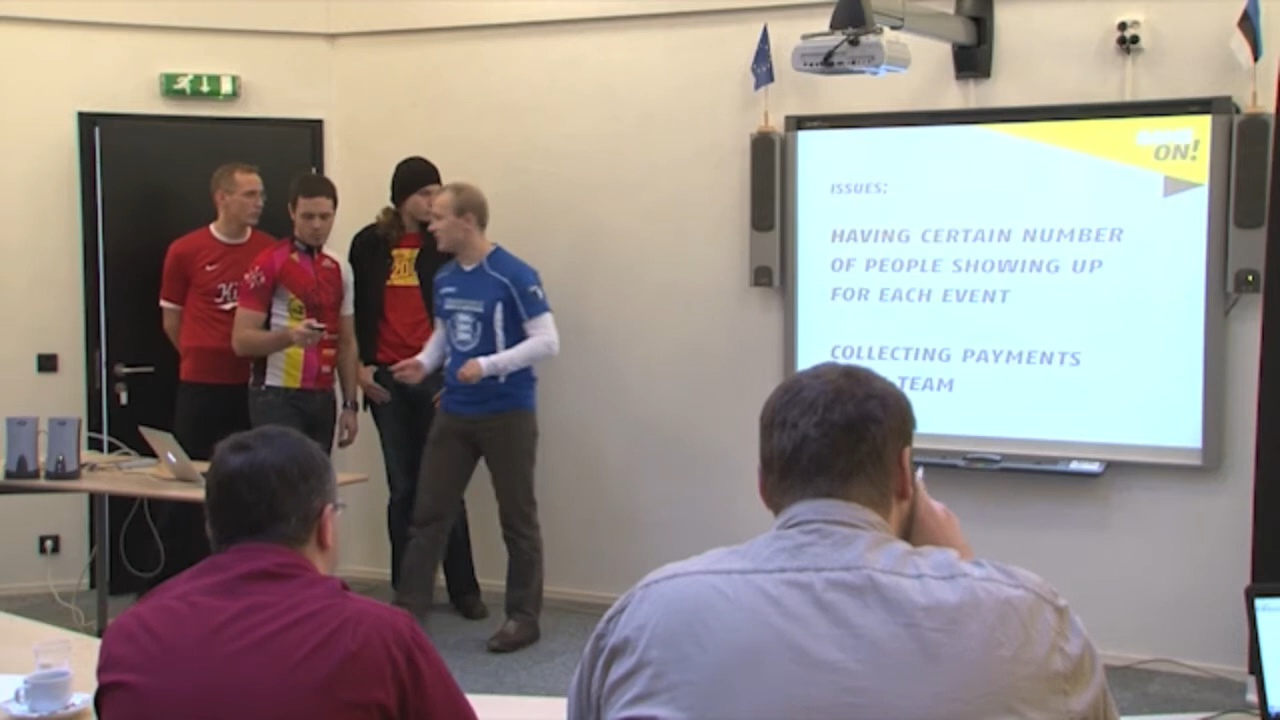 ON!
ISSUES:
HAVING CERTAIN NUMBER
OF PEOPLE SHOWING UP
FOR EACH EVENT
COLLECTING PAYMENTS
TEAM